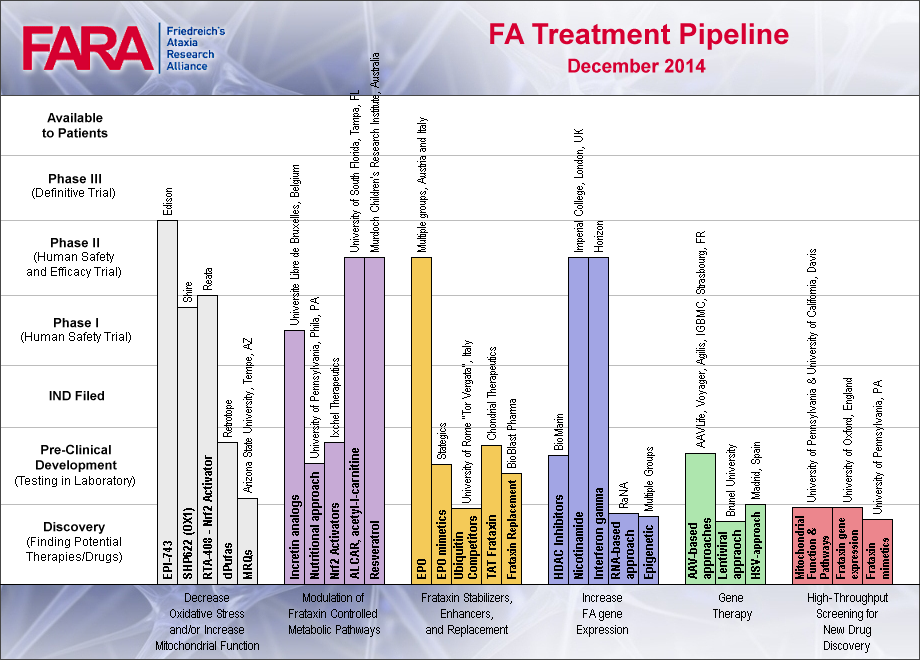 FARA
Friedreich's
Ataxia
Research
Alliance
FA Treatment Pipeline
December 2014
Available
to Patients
Phase III
(Definitive Trial)
Phase II
(Human Safety
and Efficacy Trial)
Phase I
(Human Safety Trial)
IND Filed
Pre-Clinical
Development
(Testing in Laboratory)
Discovery
(Finding Potential
Therapies/Drugs)
EPI-743
Edison
SHP622 (OX1)
Shire
RTA-408 - Nrf2 Activator
Reata
dPufas
Retrotope
MRQs
Arizona State University, Tempe, AZ
Incretin analogs
Universite Libre de Bruxelles, Belgium
Nutritional approach
University of Pennsylvania, Phila, PA
Nrf2 Activators
Ixchel Therapeutics
ALCAR, acetyl-l-carnitine
University of South Florida, Tampa, FL
Resveratrol
Murdoch Children's Research Institute, Australia
EPO
Multiple groups, Austria and Italy
EPO mimetics
Stategics
Ubiquitin
Competitors
University of Rome "Tor Vergata", Italy
TAT Frataxin
Chondrial Therapeutics
Frataxin Replacement
BioBlast Pharma
HDAC Inhibitors
BioMarin
Nicotinamide
Imperial College, London, UK
Interferon gamma
Horizon
RNA-based
approach
RaNA
Epigenetic
Multiple Groups
AAV-based
approaches
AAVLife, Voyager, Agilis, IGBMC, Strasbourg, FR
Lentiviral
appraoch
Brunel University
HSV-approach
Madrid, Spain
Mitochondrial
Function &
Pathways
University of Pennsylvania & University of California, Davis
Frataxin gene
expression
University of Oxford, England
Frataxin
mimetics
University of Pennsylvania, PA
Decrease
Oxidative Stress
and/or Increase
Mitochondrial Function
Modulation of
Frataxin Controlled
Metabolic Pathways
Frataxin Stabilizers,
Enhancers,
and Replacement
Increase
FA gene
Expression
Gene
Therapy
High-Throughput
Screening for
New Drug
Discovery